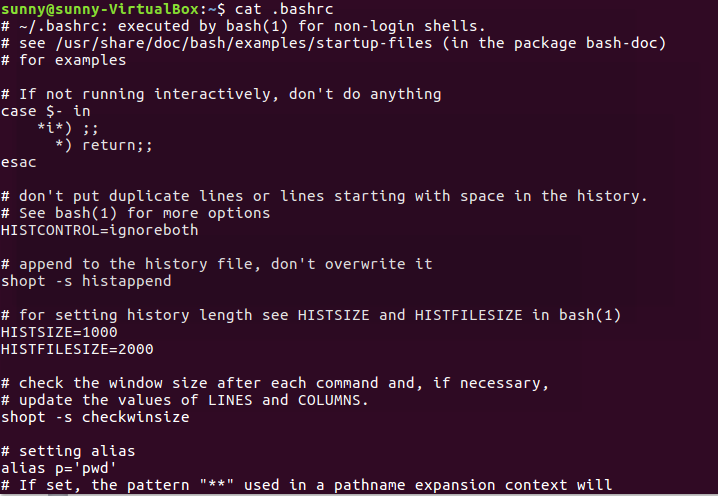 sunny@sunny-VirtualBox:~$ cat .bashrc
# ~/.bashrc: executed by bash(1) for non-login shells.
# see /usr/share/doc/bash/examples/startup-files (in the package bash-doc)
# for examples

# If not running interactively, don't do anything
case $- in
    *i*) ;;
      *) return;;
esac

# don't put duplicate lines or lines starting with space in the history.
# See bash(1) for more options
HISTCONTROL=ignoreboth

# append to the history file, don't overwrite it
shopt -s histappend

# for setting history length see HISTSIZE and HISTFILESIZE in bash(1)
HISTSIZE=1000
HISTFILESIZE=2000

# check the window size after each command and, if necessary,
# update the values of LINES and COLUMNS.
shopt -s checkwinsize

# setting alias
alias p='pwd'
# If set, the pattern "**" used in a pathname expansion context will